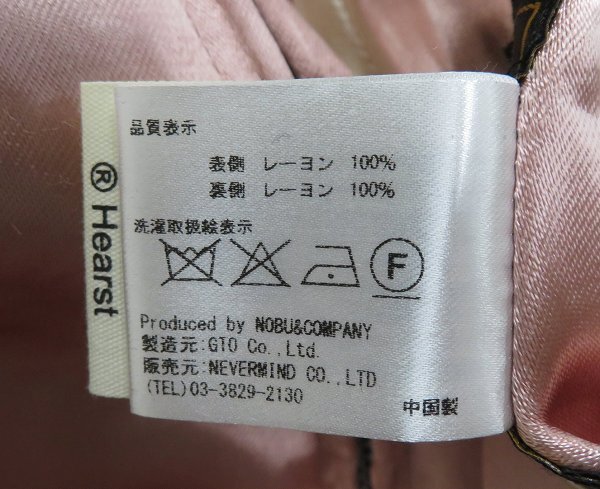 品質表示
表側 レーヨン 100%
裏側 レーヨン 100%
洗濯取扱絵表示
F
Produced by NOBU&COMPANY
製造元:GTO Co.,Ltd.
販売元:NEVERMIND CO.,LTD
(TEL)03-3829-2130
中国製
® Hearst